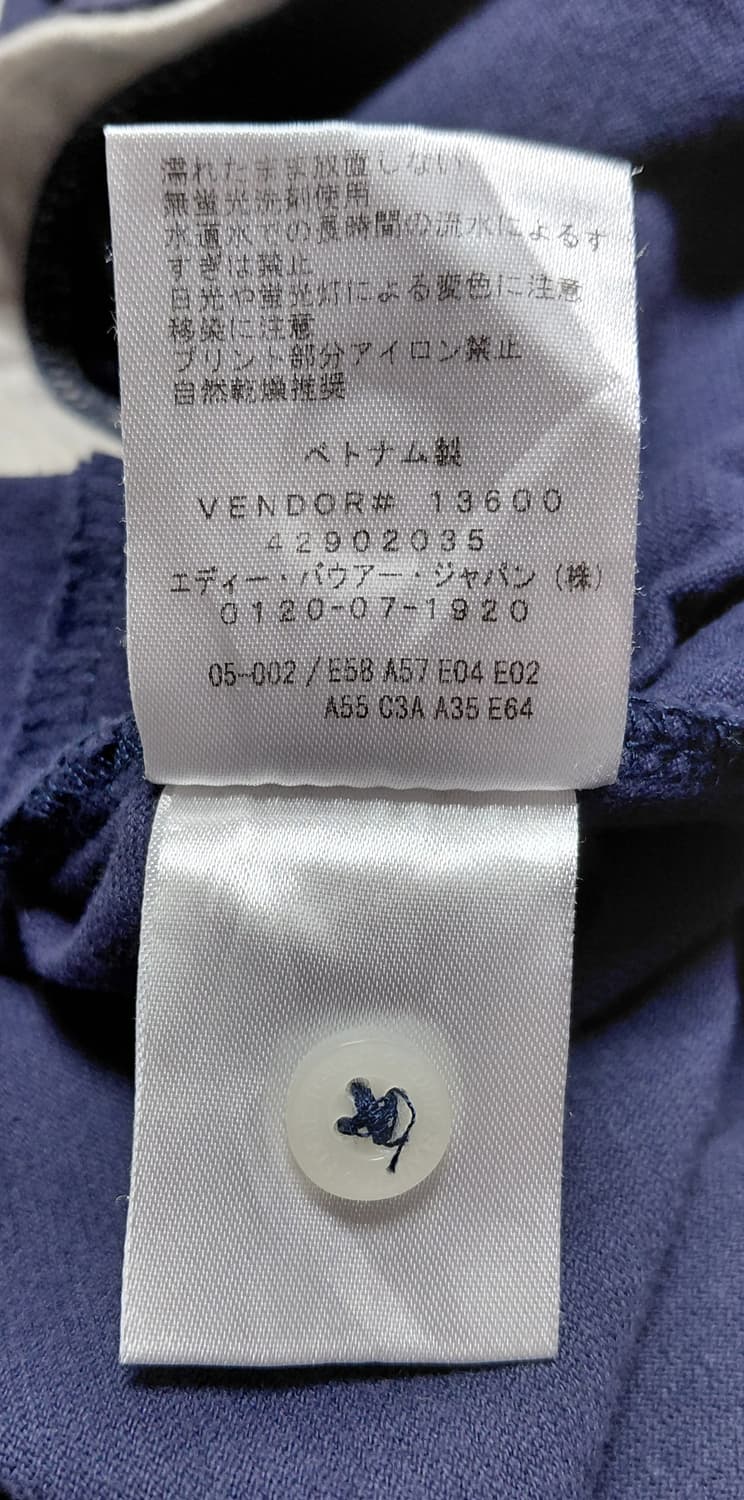 濡れたまま放置しない
無蛍光洗剤使用
水道水での長時間の流水によるす
すぎは禁止
日光や蛍光灯による変色に注意
移染に注意
プリント部分アイロン禁止
自然乾燥推奨
ベトナム製
VENDOR# 13600
42902035
エディー・バウアー・ジャパン（株）
0120-07-1920
05-002 / E58 A57 E04 E02
A55 C3A A35 E64